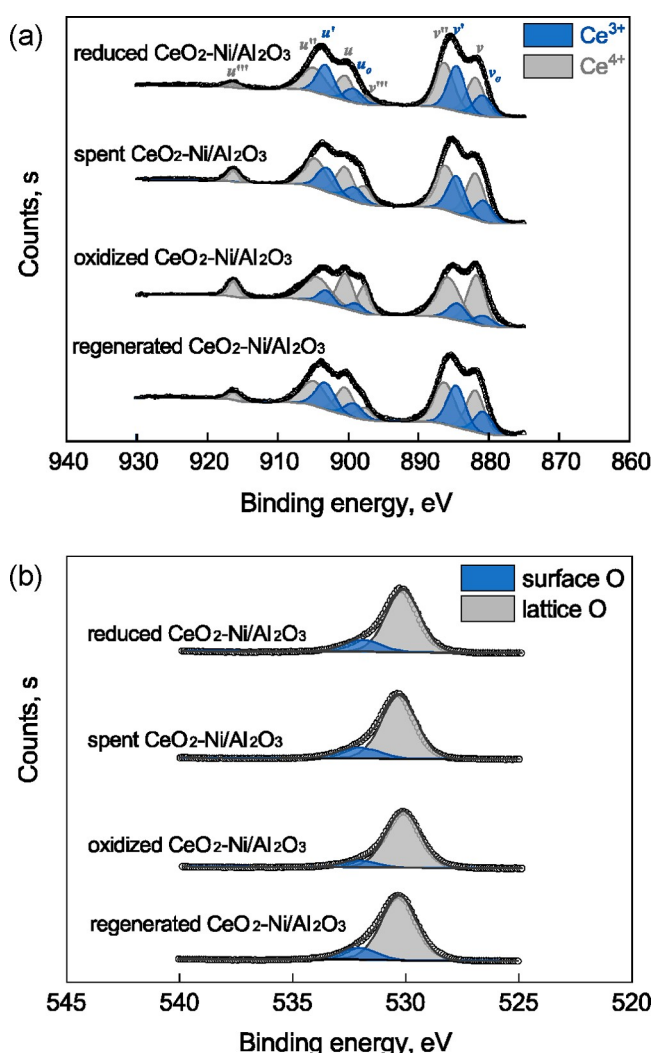 (a)
reduced CeO₂-Ni/Al₂O₃
u'''
u''
u'
u
uₒ
v'''
v''
v'
v
vₒ
Ce³⁺
Ce⁴⁺
spent CeO₂-Ni/Al₂O₃
oxidized CeO₂-Ni/Al₂O₃
regenerated CeO₂-Ni/Al₂O₃
Counts, s
940 930 920 910 900 890 880 870 860
Binding energy, eV
(b)
surface O
lattice O
reduced CeO₂-Ni/Al₂O₃
spent CeO₂-Ni/Al₂O₃
oxidized CeO₂-Ni/Al₂O₃
regenerated CeO₂-Ni/Al₂O₃
Counts, s
545 540 535 530 525 520
Binding energy, eV